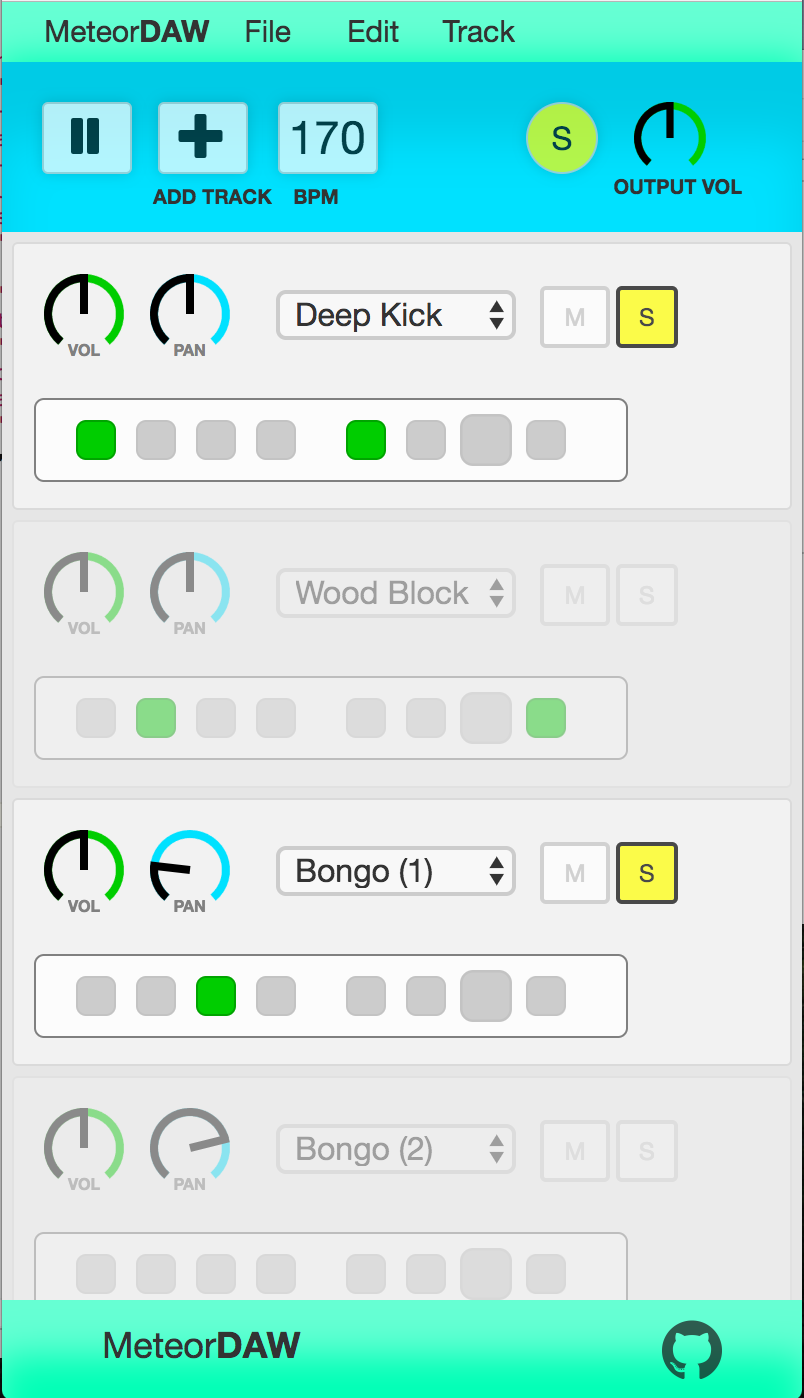 MeteorDAW File Edit Track
170 S
ADD TRACK BPM OUTPUT VOL
Deep Kick M S
VOL PAN
Wood Block M S
VOL PAN
Bongo (1) M S
VOL PAN
Bongo (2) M S
VOL PAN
MeteorDAW